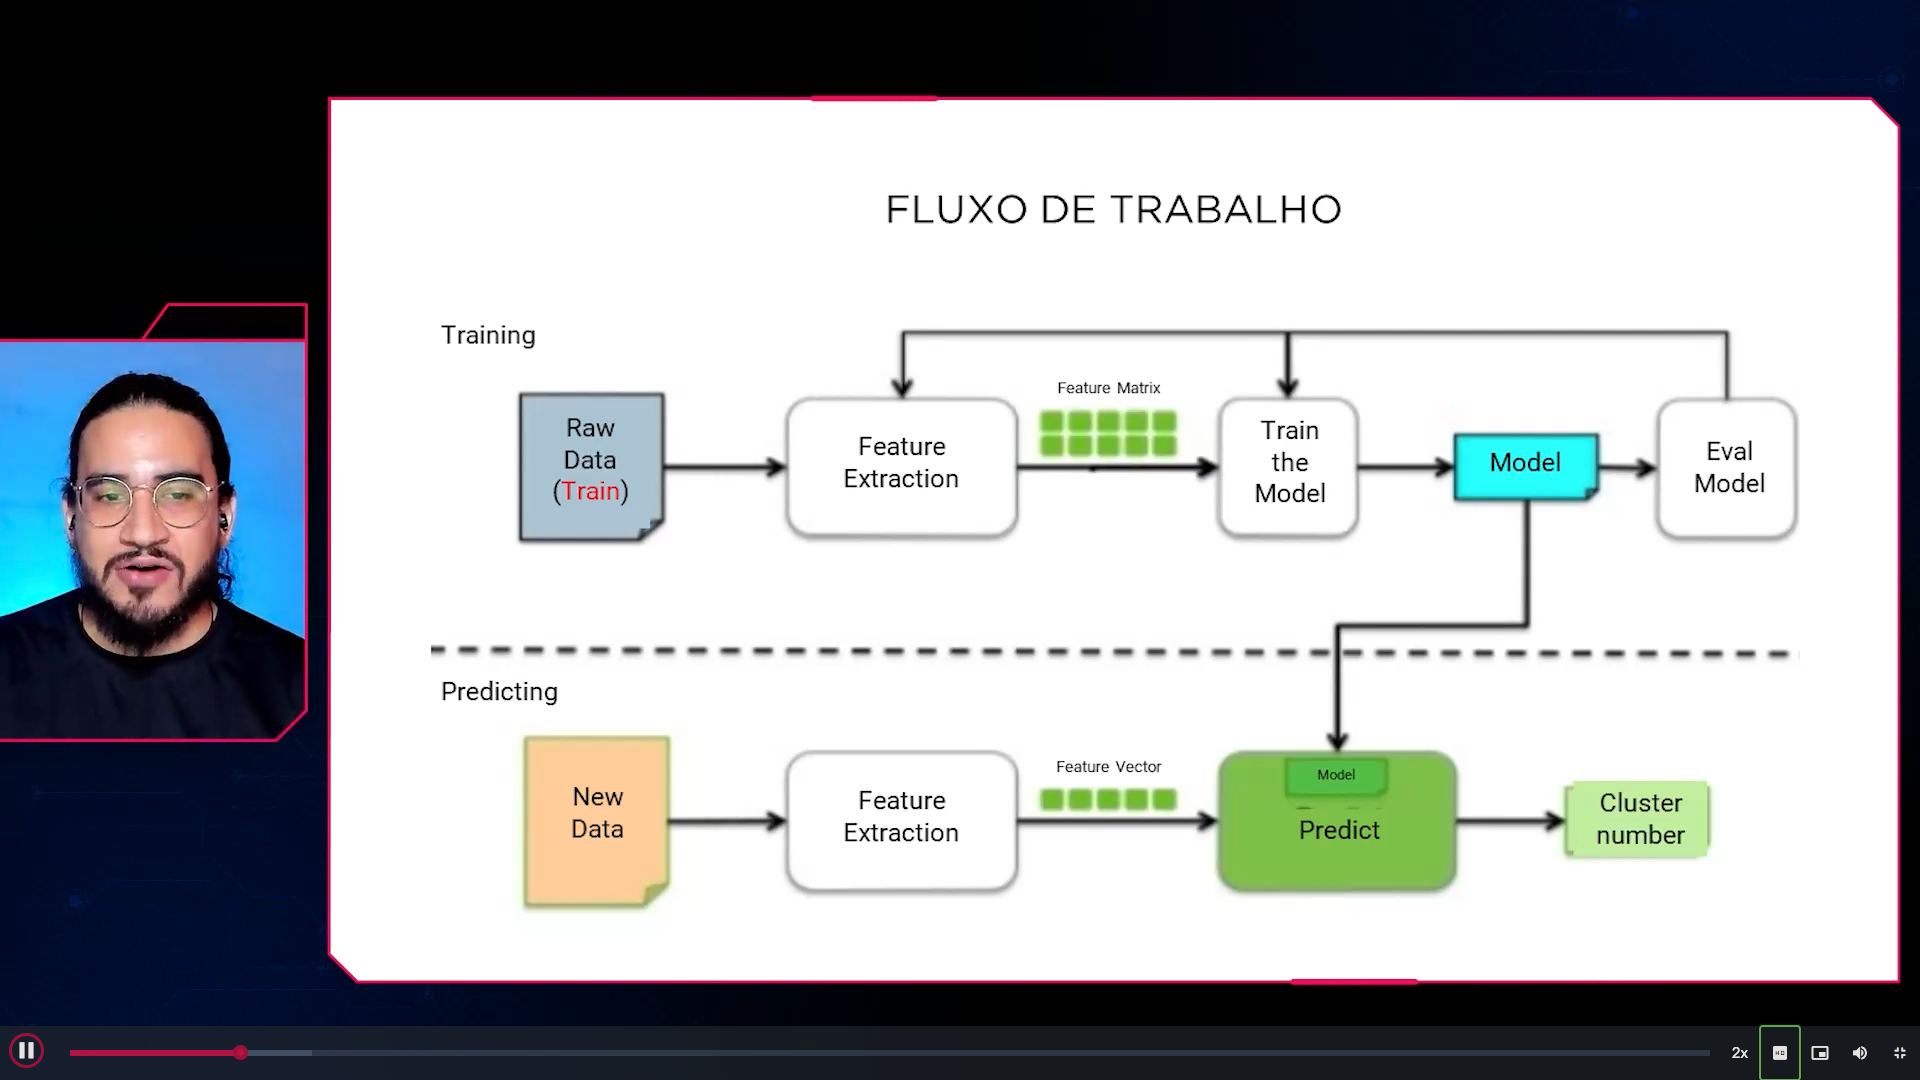 FLUXO DE TRABALHO
Training
Raw
Data
(Train)
Feature
Extraction
Feature Matrix
Train
the
Model
Model
Eval
Model
Predicting
New
Data
Feature
Extraction
Feature Vector
Model
Predict
Cluster
number
2x
HD